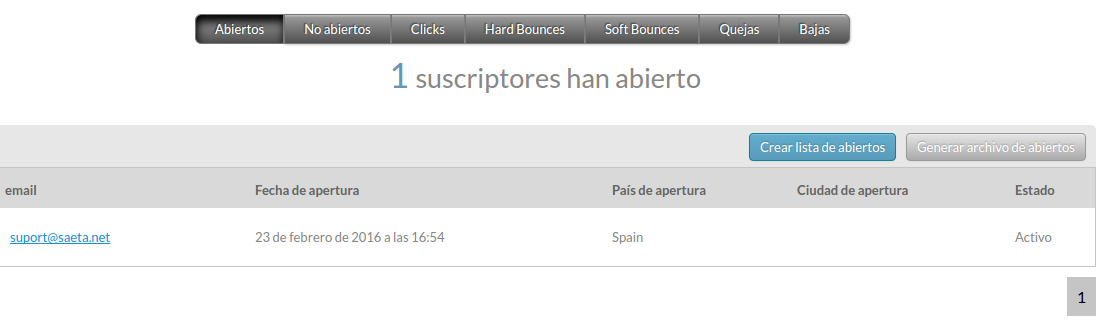 Abiertos No abiertos Clicks Hard Bounces Soft Bounces Quejas Bajas
1 suscriptores han abierto
Crear lista de abiertos Generar archivo de abiertos
email Fecha de apertura País de apertura Ciudad de apertura Estado
suport@saeta.net 23 de febrero de 2016 a las 16:54 Spain Activo
1